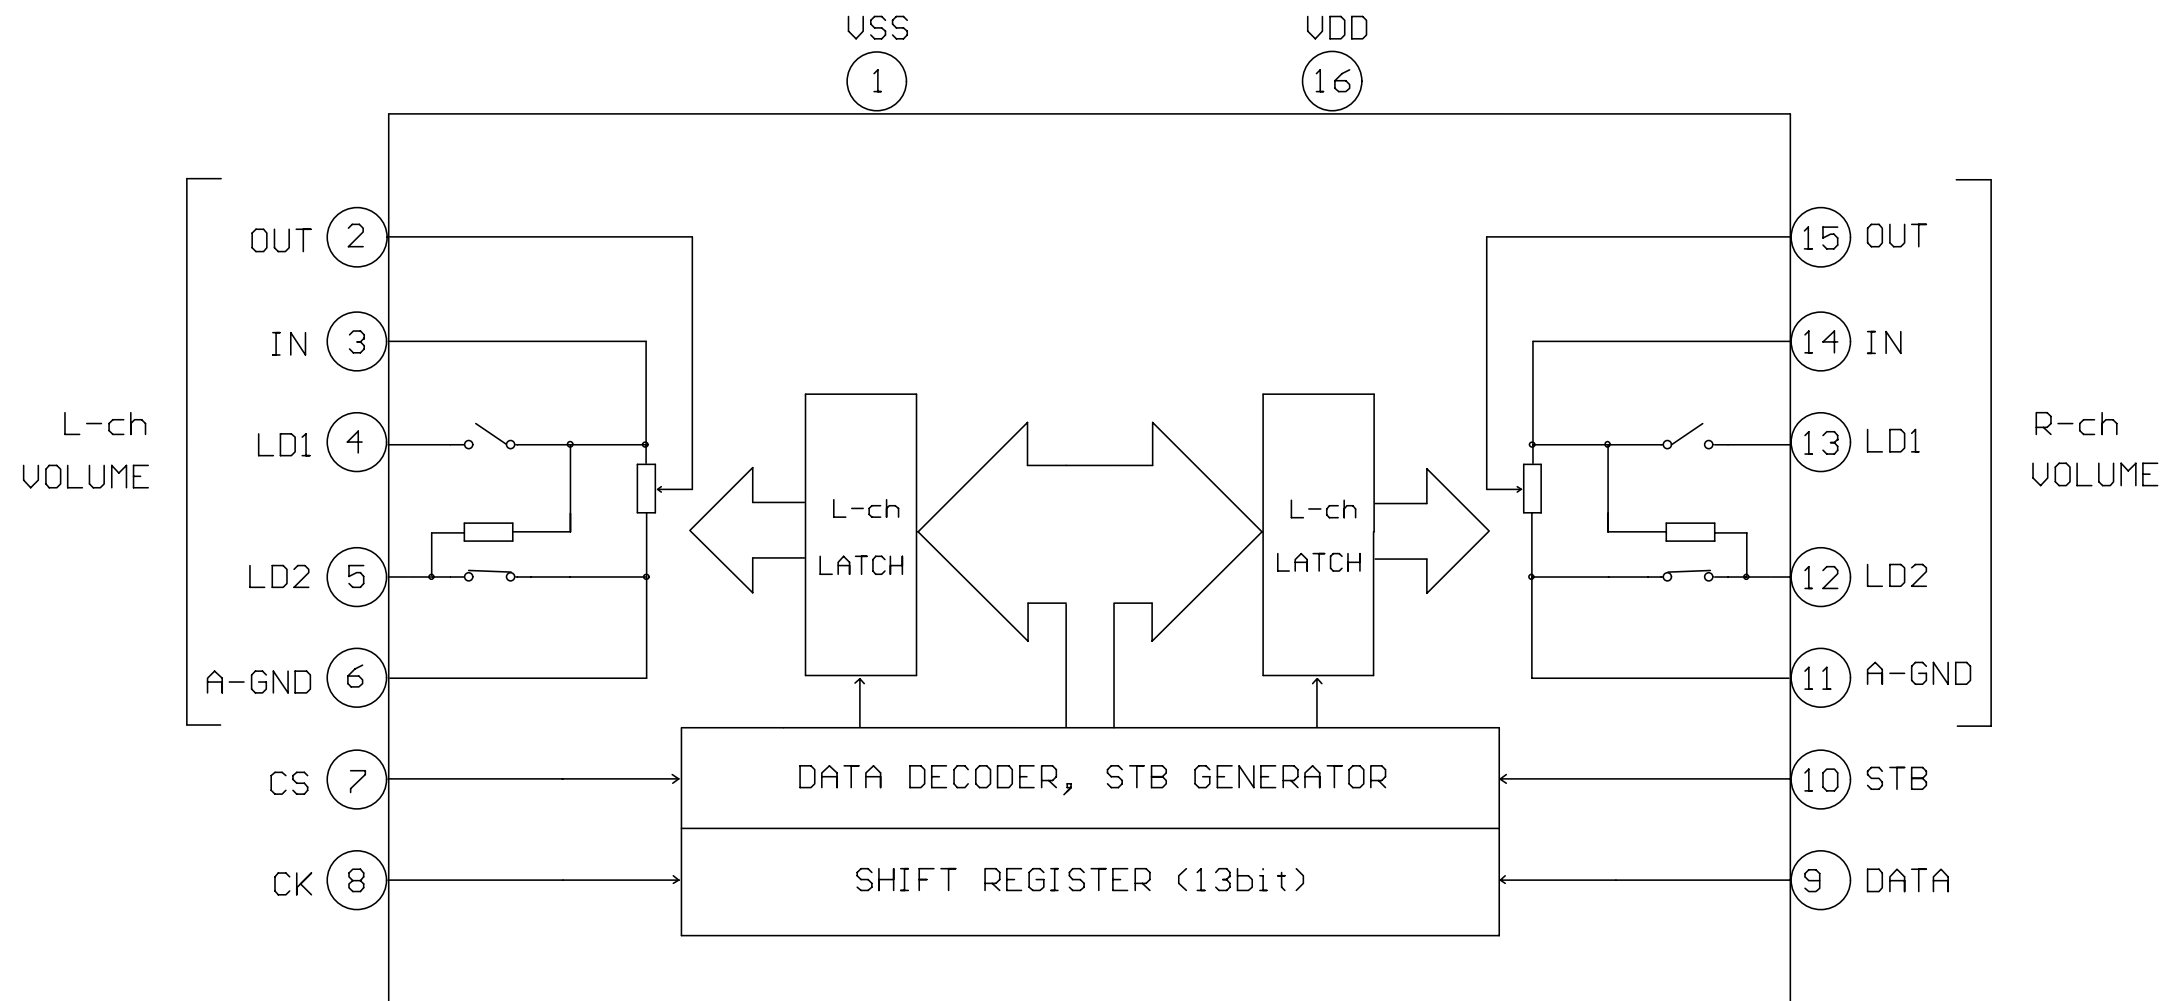 VSS
1
VDD
16
L-ch
VOLUME
OUT 2
IN 3
LD1 4
LD2 5
A-GND 6
CS 7
CK 8
L-ch
LATCH
L-ch
LATCH
DATA DECODER, STB GENERATOR
SHIFT REGISTER (13bit)
15 OUT
14 IN
13 LD1
12 LD2
11 A-GND
10 STB
9 DATA
R-ch
VOLUME